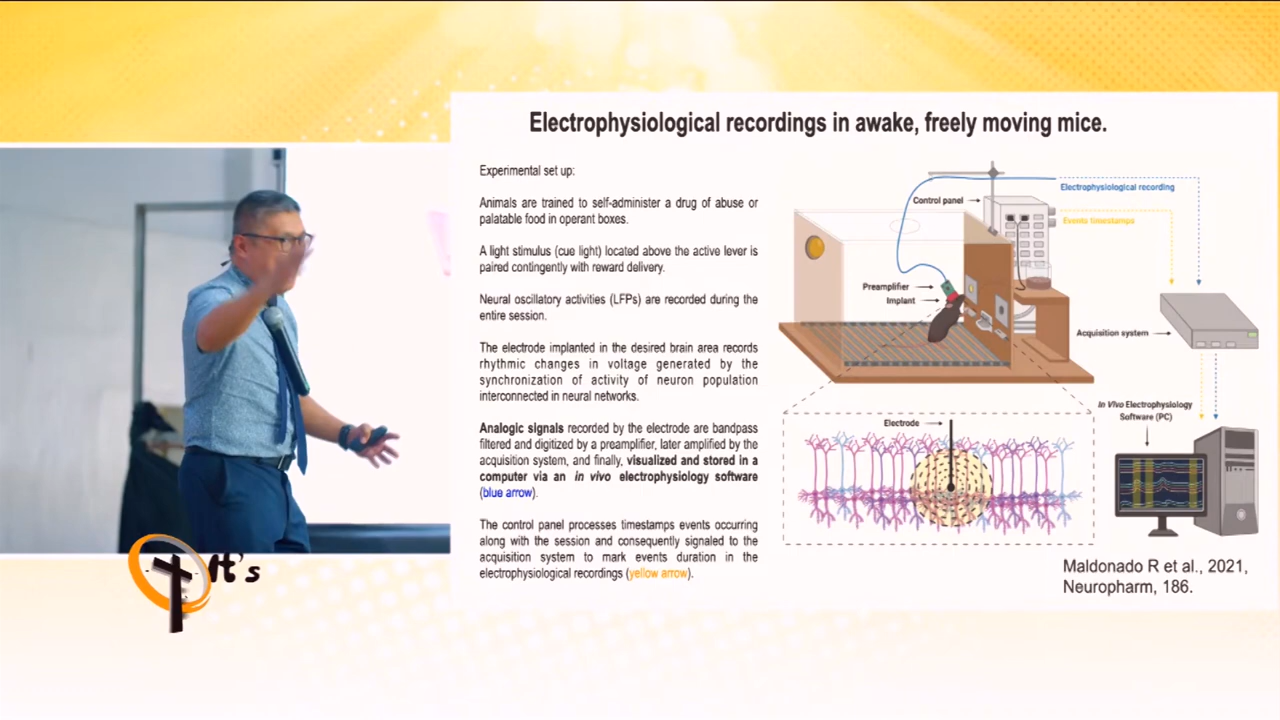 Electrophysiological recordings in awake, freely moving mice.
Experimental set up:
Animals are trained to self-administer a drug of abuse or
palatable food in operant boxes.
A light stimulus (cue light) located above the active lever is
paired contingently with reward delivery.
Neural oscillatory activities (LFPs) are recorded during the
entire session.
The electrode implanted in the desired brain area records
rhythmic changes in voltage generated by the
synchronization of activity of neuron population
interconnected in neural networks.
Analogic signals recorded by the electrode are bandpass
filtered and digitized by a preamplifier, later amplified by the
acquisition system, and finally, visualized and stored in a
computer via an in vivo electrophysiology software
(blue arrow).
The control panel processes timestamps events occurring
along with the session and consequently signaled to the
acquisition system to mark events duration in the
electrophysiological recordings (yellow arrow).
Control panel
Electrophysiological recording
Events timestamps
Preamplifier
Implant
Acquisition system
In Vivo Electrophysiology
Software (PC)
Electrode
Maldonado R et al., 2021,
Neuropharm, 186.
It's